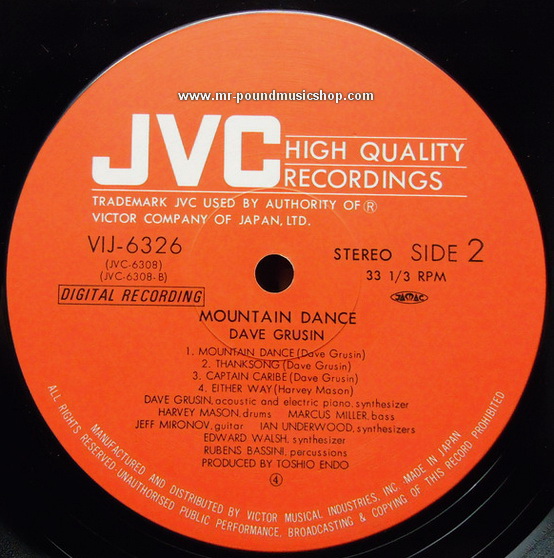 www.mr-poundmusicshop.com
JVC HIGH QUALITY
RECORDINGS
TRADEMARK JVC USED BY AUTHORITY OF Ⓡ
VICTOR COMPANY OF JAPAN, LTD.
VIJ-6326
(JVC-6308)
(JVC-6308-B)
DIGITAL RECORDING
STEREO SIDE 2
33 1/3 RPM
JASRAC
MOUNTAIN DANCE
DAVE GRUSIN
1. MOUNTAIN DANCE (Dave Grusin)
2. THANKSONG (Dave Grusin)
3. CAPTAIN CARIBE (Dave Grusin)
4. EITHER WAY (Harvey Mason)
DAVE GRUSIN, acoustic and electric piano, synthesizer
HARVEY MASON, drums MARCUS MILLER, bass
JEFF MIRONOV, guitar IAN UNDERWOOD, synthesizers
EDWARD WALSH, synthesizer
RUBENS BASSINI, percussions
PRODUCED BY TOSHIO ENDO
④
MANUFACTURED AND DISTRIBUTED BY VICTOR MUSICAL INDUSTRIES, INC. MADE IN JAPAN
ALL RIGHTS RESERVED. UNAUTHORISED PUBLIC PERFORMANCE, BROADCASTING & COPYING OF THIS RECORD PROHIBITED